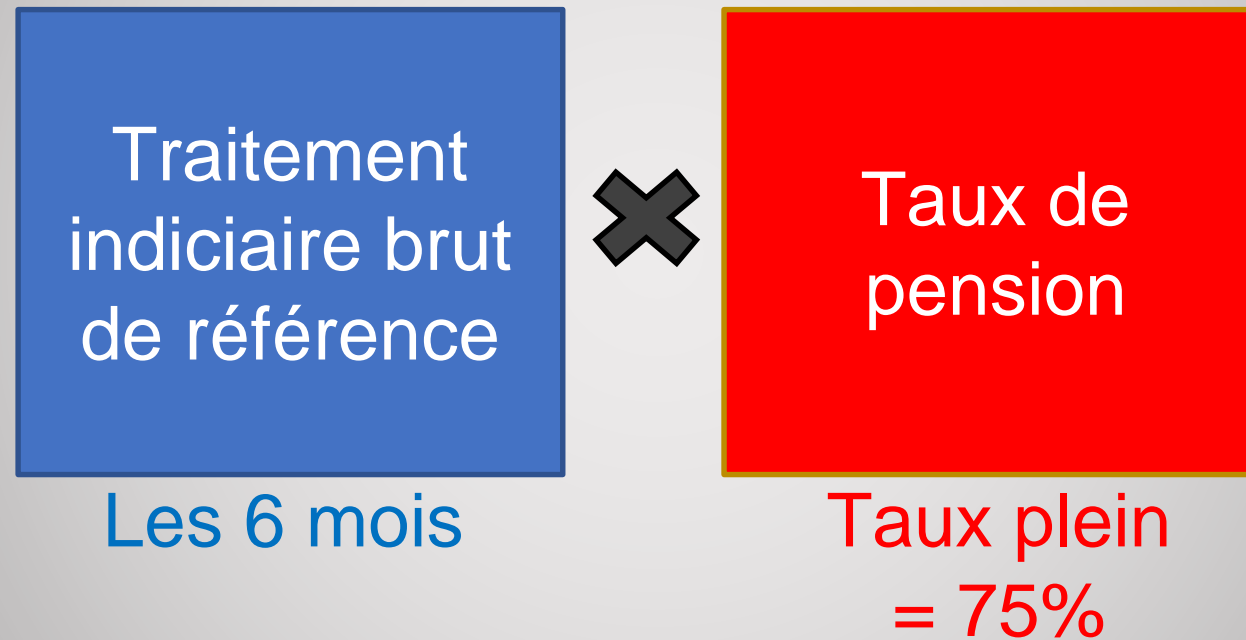 Traitement
indiciaire brut
de référence
Les 6 mois
Taux de
pension
Taux plein
= 75%